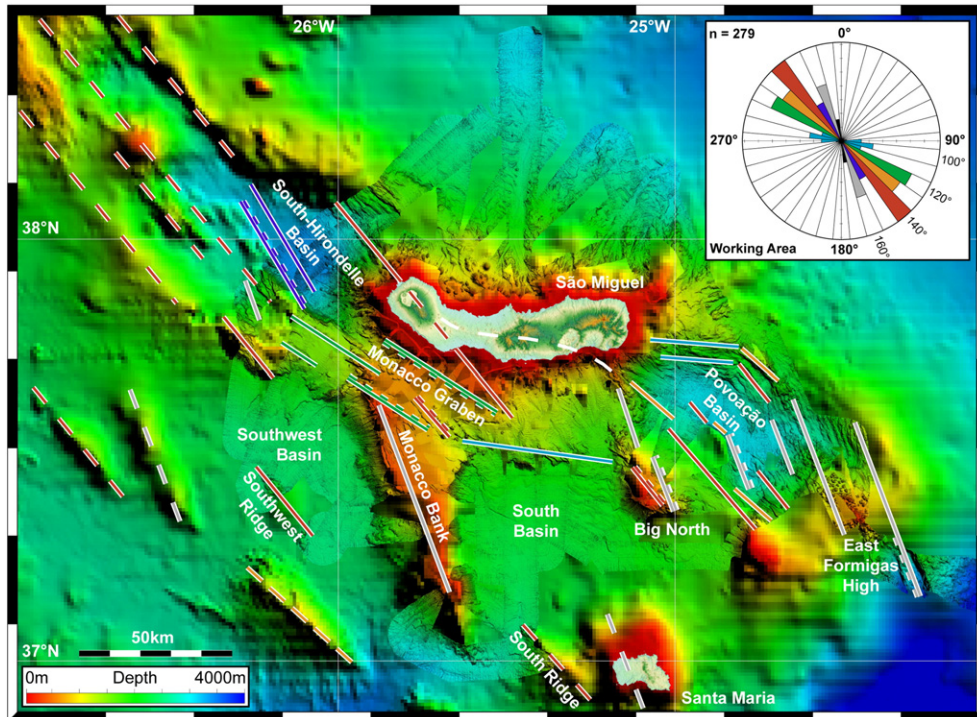 26°W
25°W
n = 279
0°
270°
90°
100°
120°
140°
160°
180°
Working Area
38°N
South-Hirondelle
Basin
São Miguel
Monacco Graben
Povoação
Basin
Southwest
Basin
Monacco Bank
Southwest
Ridge
South
Basin
Big North
East
Formigas
High
50km
37°N
South Ridge
Santa Maria
0m Depth 4000m